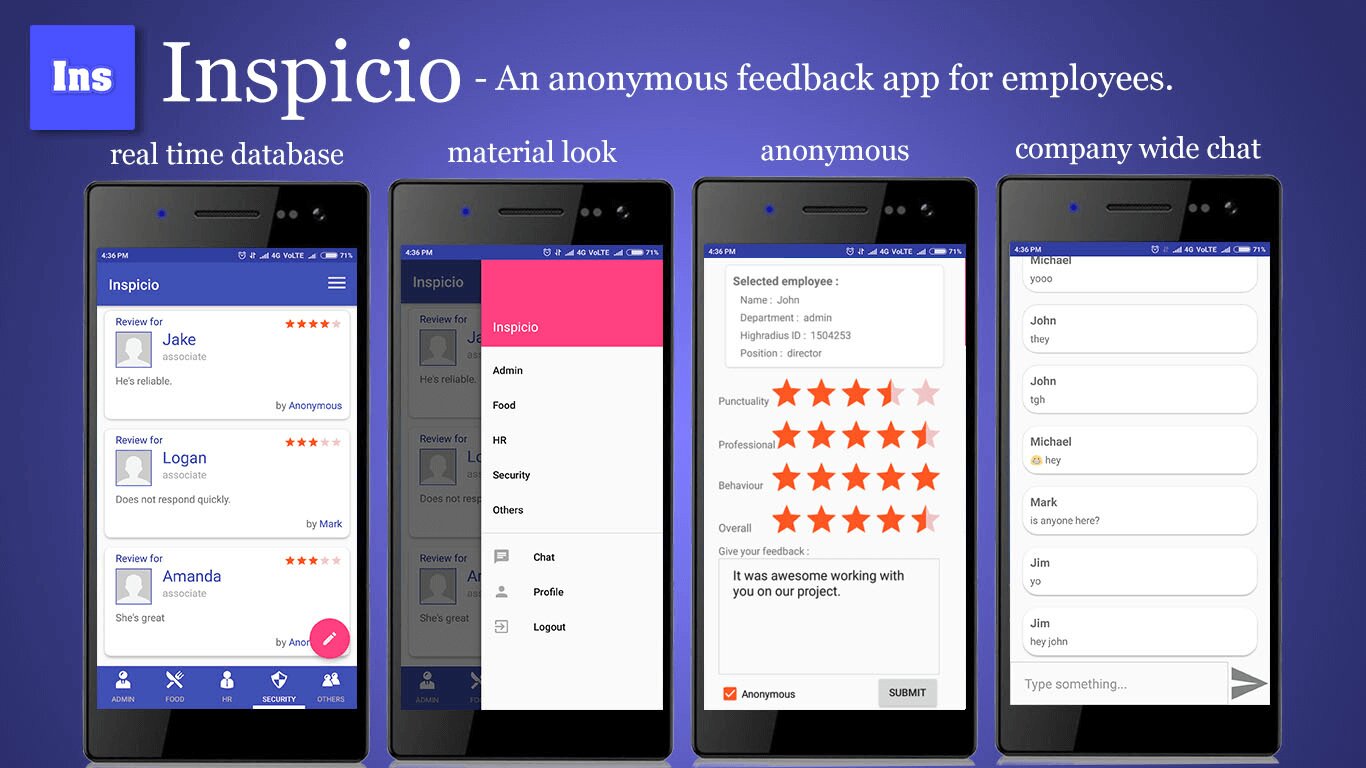 Ins
Inspicio - An anonymous feedback app for employees.
real time database
4:36 PM
4G VoLTE
71%
Inspicio
Review for
Jake
associate
He's reliable.
by Anonymous
Review for
Logan
associate
Does not respond quickly.
by Mark
Review for
Amanda
associate
She's great
by Anor
ADMIN
FOOD
HR
SECURITY
OTHERS
material look
4:36 PM
4G VoLTE
71%
Inspicio
Review for
Ja
He's reliable.
Review for
Lo
as
Does not respon
Review for
as
She's great
ADMIN
Inspicio
Admin
Food
HR
Security
Others
Chat
Profile
Logout
anonymous
4:36 PM
4G VoLTE
71%
Selected employee :
Name : John
Department : admin
Highradius ID : 1504253
Position : director
Punctuality
Professional
Behaviour
Overall
Give your feedback :
It was awesome working with
you on our project.
Anonymous
SUBMIT
company wide chat
4:36 PM
4G VoLTE
71%
Michael
yooo
John
they
John
tgh
Michael
😁 hey
Mark
is anyone here?
Jim
yo
Jim
hey john
Type something...